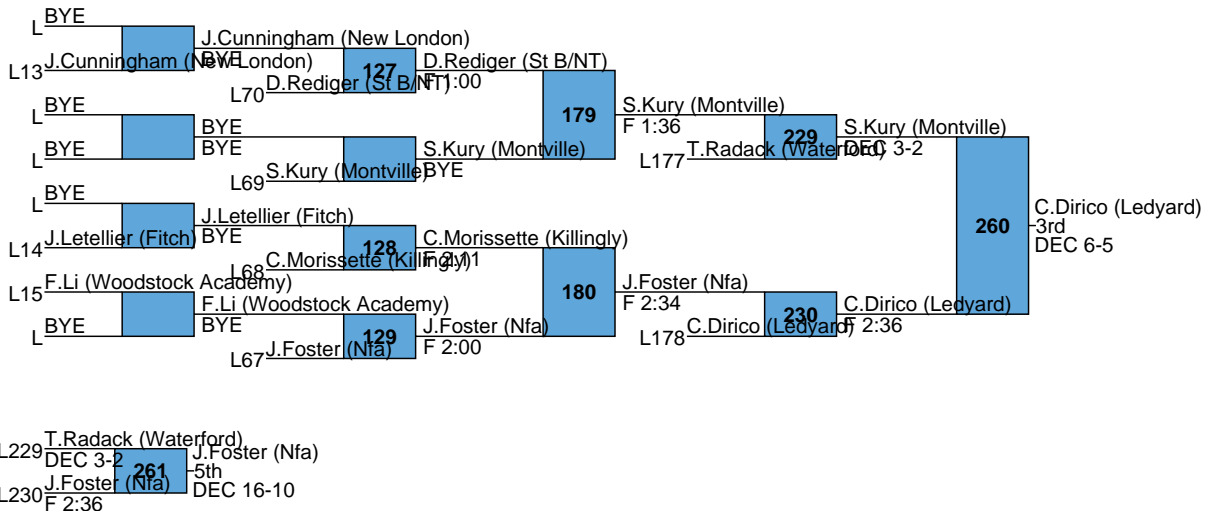 L BYE
L13 J.Cunningham (New London)
J.Cunningham (New London)
BYE
L70 D.Rediger (St B/NT)
127
D.Rediger (St B/NT)
F 1:00
L BYE
L BYE
BYE
BYE
L69 S.Kury (Montville)
S.Kury (Montville)
BYE
179
S.Kury (Montville)
F 1:36
L177 T.Radack (Waterford)
229
S.Kury (Montville)
DEC 3-2
L BYE
L14 J.Letellier (Fitch)
J.Letellier (Fitch)
BYE
L68 C.Morissette (Killingly)
128
C.Morissette (Killingly)
F 2:11
L15 F.Li (Woodstock Academy)
L BYE
F.Li (Woodstock Academy)
BYE
L67 J.Foster (Nfa)
129
J.Foster (Nfa)
F 2:00
180
J.Foster (Nfa)
F 2:34
L178 C.Dirico (Ledyard)
230
C.Dirico (Ledyard)
F 2:36
260
C.Dirico (Ledyard)
3rd
DEC 6-5
L229 T.Radack (Waterford)
DEC 3-2
L230 J.Foster (Nfa)
F 2:36
261
J.Foster (Nfa)
5th
DEC 16-10